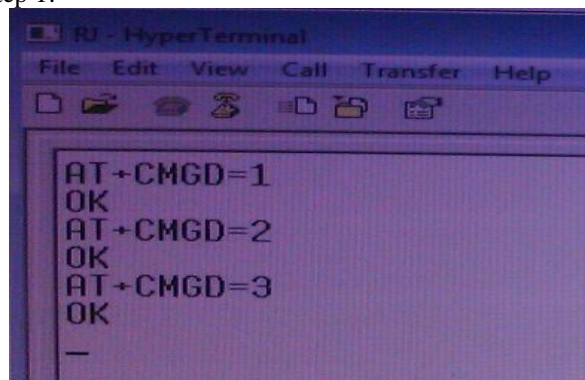 RJ - HyperTerminal
File Edit View Call Transfer Help
AT+CMGD=1
OK
AT+CMGD=2
OK
AT+CMGD=3
OK